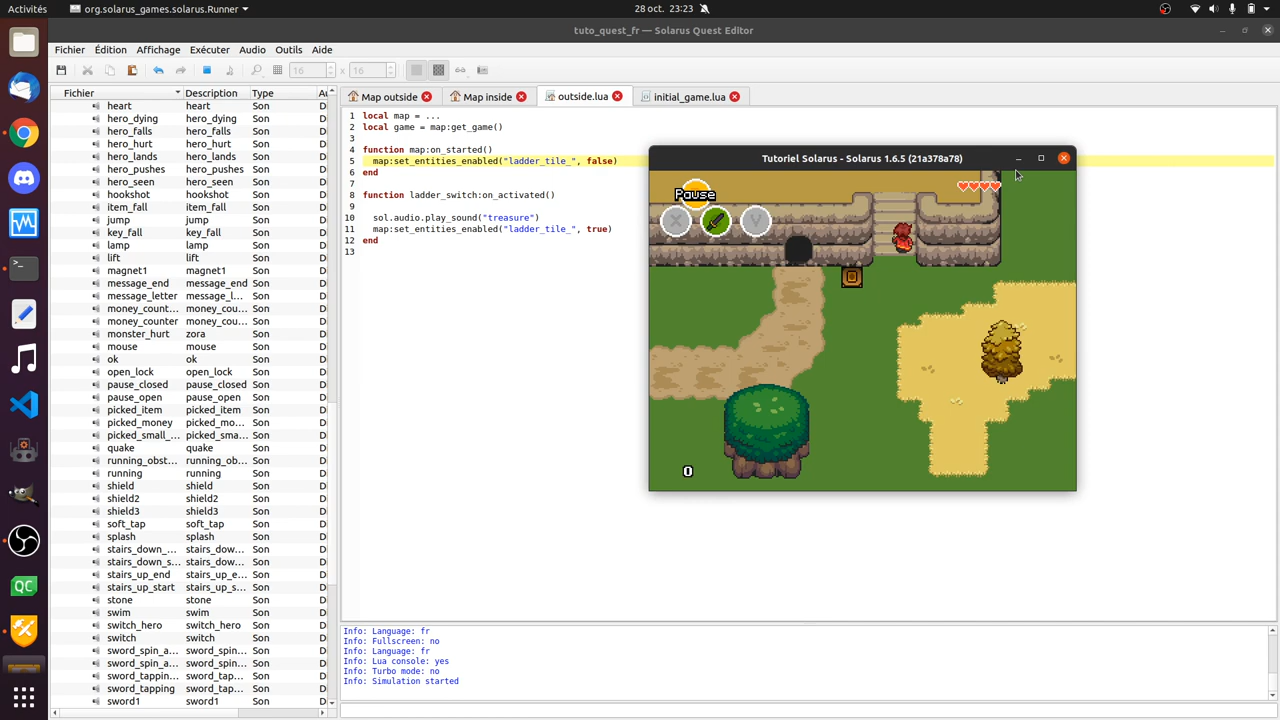 Activités
org.solarus_games.solarus.Runner
28 oct. 23:23
tuto_quest_fr — Solarus Quest Editor
Fichier Édition Affichage Exécuter Audio Outils Aide
16 x 16
Fichier Description Type
heart heart Son D
hero_dying hero_dying Son D
hero_falls hero_falls Son D
hero_hurt hero_hurt Son D
hero_lands hero_lands Son D
hero_pushes hero_pushes Son D
hero_seen hero_seen Son D
hookshot hookshot Son D
item_fall item_fall Son D
jump jump Son D
key_fall key_fall Son D
lamp lamp Son D
lift lift Son D
magnet1 magnet1 Son D
message_end message_end Son D
message_letter message_l... Son D
money_count... money_cou... Son D
money_counter money_cou... Son D
monster_hurt zora Son D
mouse mouse Son D
ok ok Son D
open_lock open_lock Son D
pause_closed pause_closed Son D
pause_open pause_open Son D
picked_item picked_item Son D
picked_money picked_mon... Son D
picked_small_... picked_sma... Son D
quake quake Son D
running_obst... running_ob... Son D
running running Son D
shield shield Son D
shield2 shield2 Son D
shield3 shield3 Son D
soft_tap soft_tap Son D
splash splash Son D
stairs_down_... stairs_dow... Son D
stairs_down_s... stairs_dow... Son D
stairs_up_end stairs_up_e... Son D
stairs_up_start stairs_up_s... Son D
stone stone Son D
swim swim Son D
switch_hero switch_hero Son D
switch switch Son D
sword_spin_a... sword_spin... Son D
sword_spin_a... sword_spin... Son D
sword_tappin... sword_tapp... Son D
sword_tapping sword_tapp... Son D
sword1 sword1 Son D
Map outside Map inside outside.lua initial_game.lua
1 local map = ...
2 local game = map:get_game()
3
4 function map:on_started()
5 map:set_entities_enabled("ladder_tile_", false)
6 end
7
8 function ladder_switch:on_activated()
9
10 sol.audio.play_sound("treasure")
11 map:set_entities_enabled("ladder_tile_", true)
12 end
13
Tutoriel Solarus - Solarus 1.6.5 (21a378a78)
Pause
X V
0
Info: Language: fr
Info: Fullscreen: no
Info: Language: fr
Info: Lua console: yes
Info: Turbo mode: no
Info: Simulation started